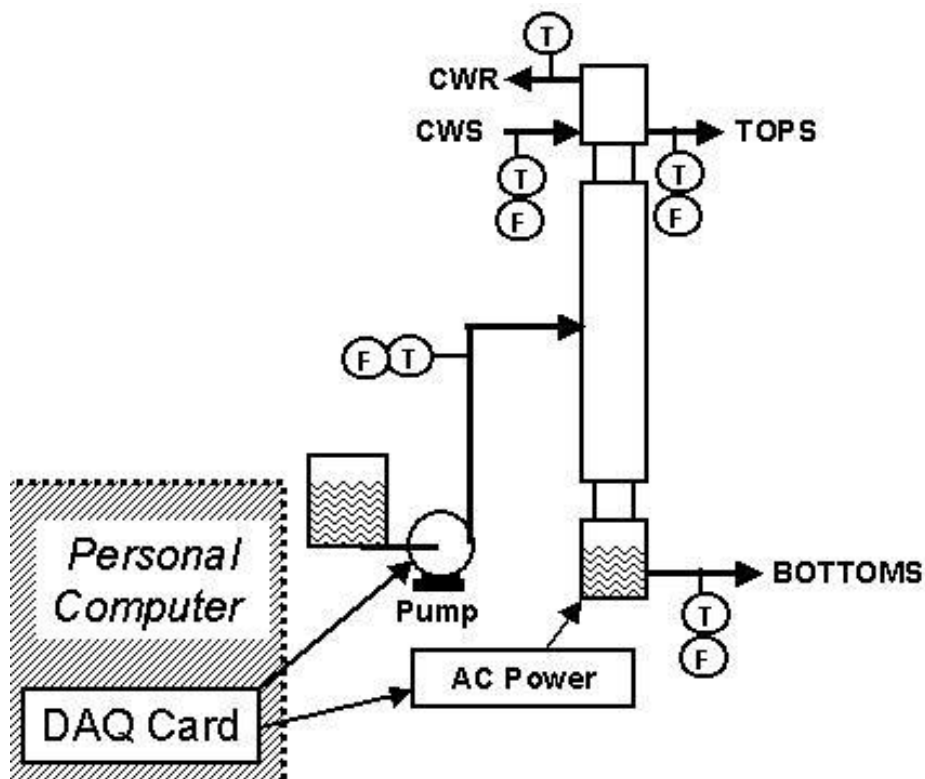 T
CWR
CWS
TOPS
T
F
T
F
F T
Personal
Computer
Pump
BOTTOMS
T
F
AC Power
DAQ Card